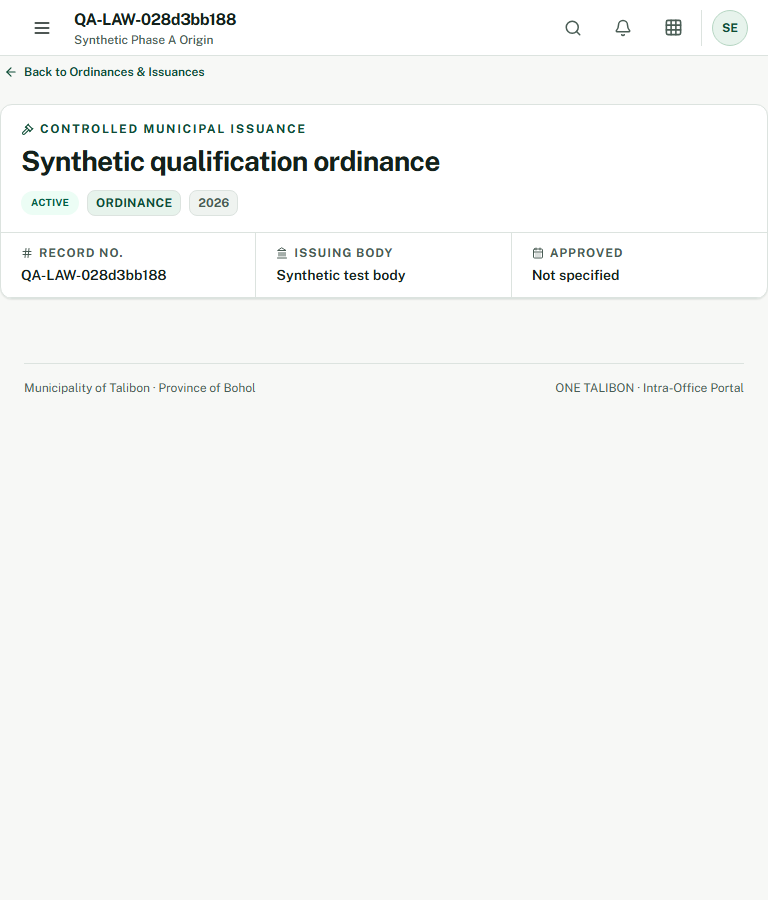 QA-LAW-028d3bb188
Synthetic Phase A Origin
SE
Back to Ordinances & Issuances
CONTROLLED MUNICIPAL ISSUANCE
Synthetic qualification ordinance
ACTIVE ORDINANCE 2026
RECORD NO.
QA-LAW-028d3bb188
ISSUING BODY
Synthetic test body
APPROVED
Not specified
Municipality of Talibon · Province of Bohol
ONE TALIBON · Intra-Office Portal